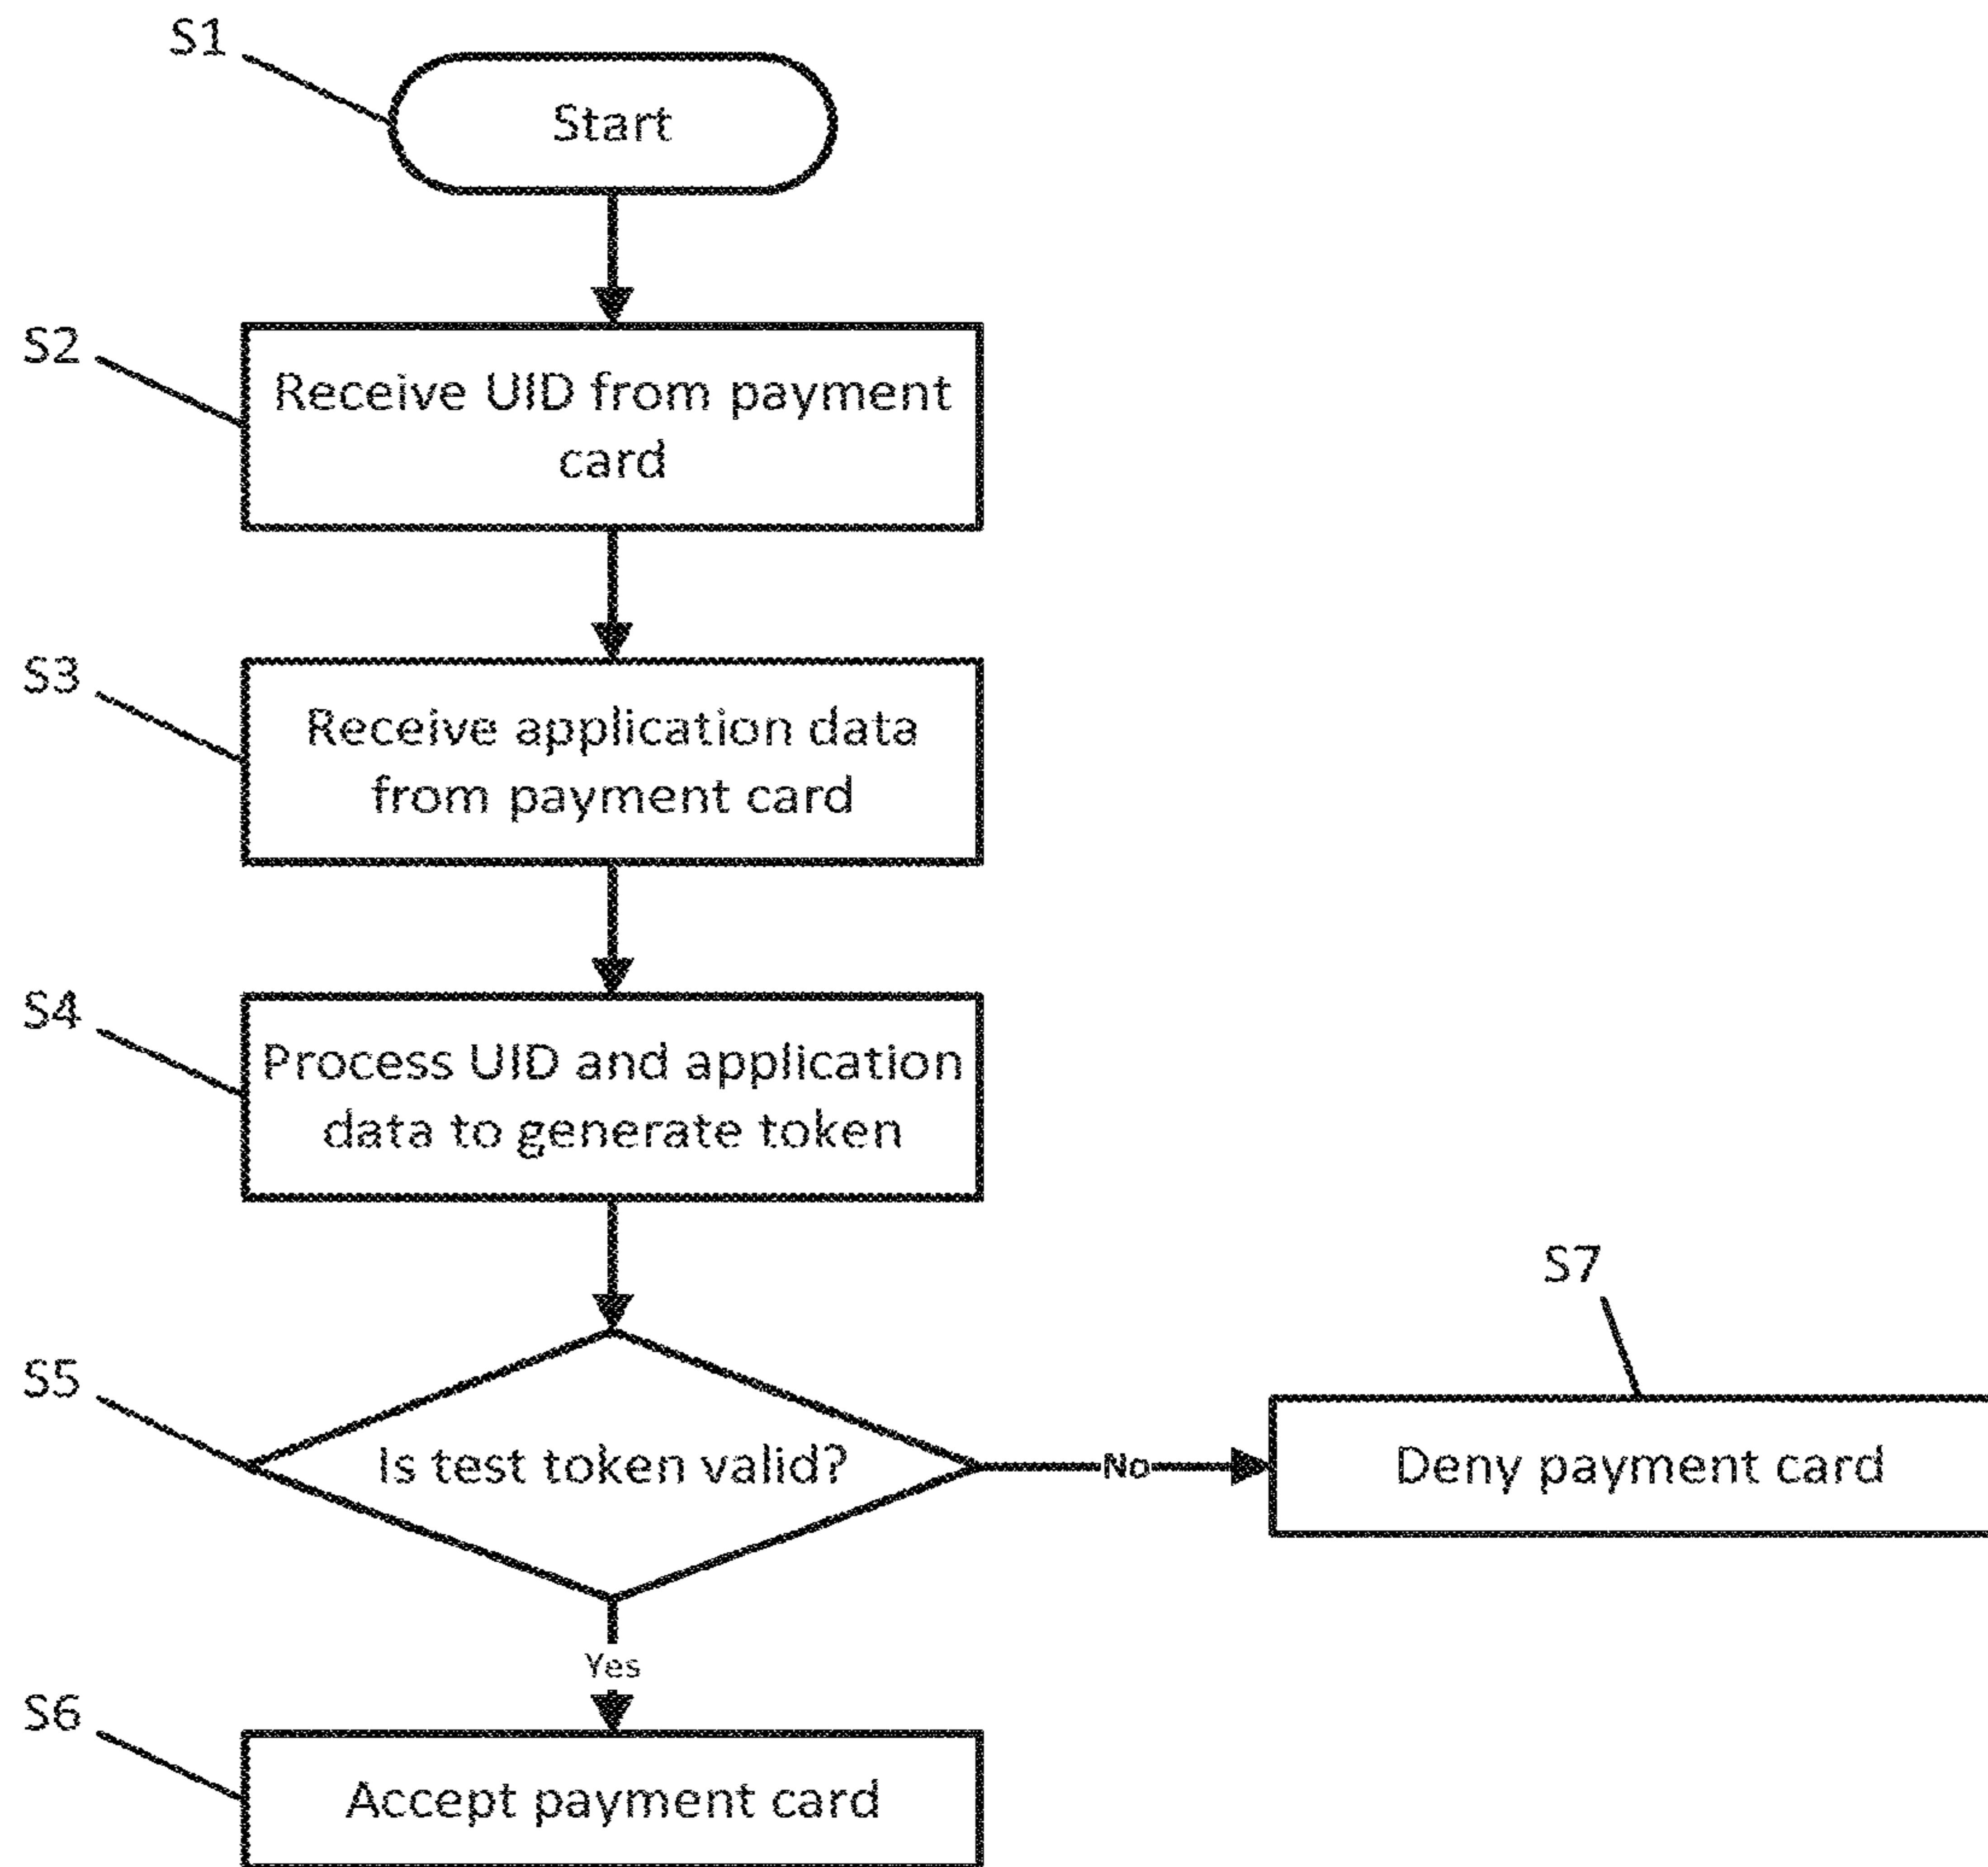 S1
Start
S2
Receive UID from payment
card
S3
Receive application data
from payment card
S4
Process UID and application
data to generate token
S7
S5
Is test token valid?
No
Deny payment card
Yes
S6
Accept payment card